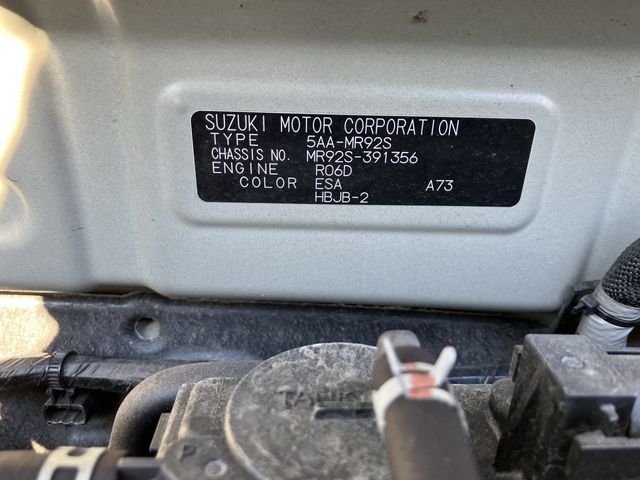 SUZUKI MOTOR CORPORATION
TYPE 5AA-MR92S
CHASSIS NO. MR92S-391356
ENGINE R06D
COLOR ESA A73
HBJB-2
P